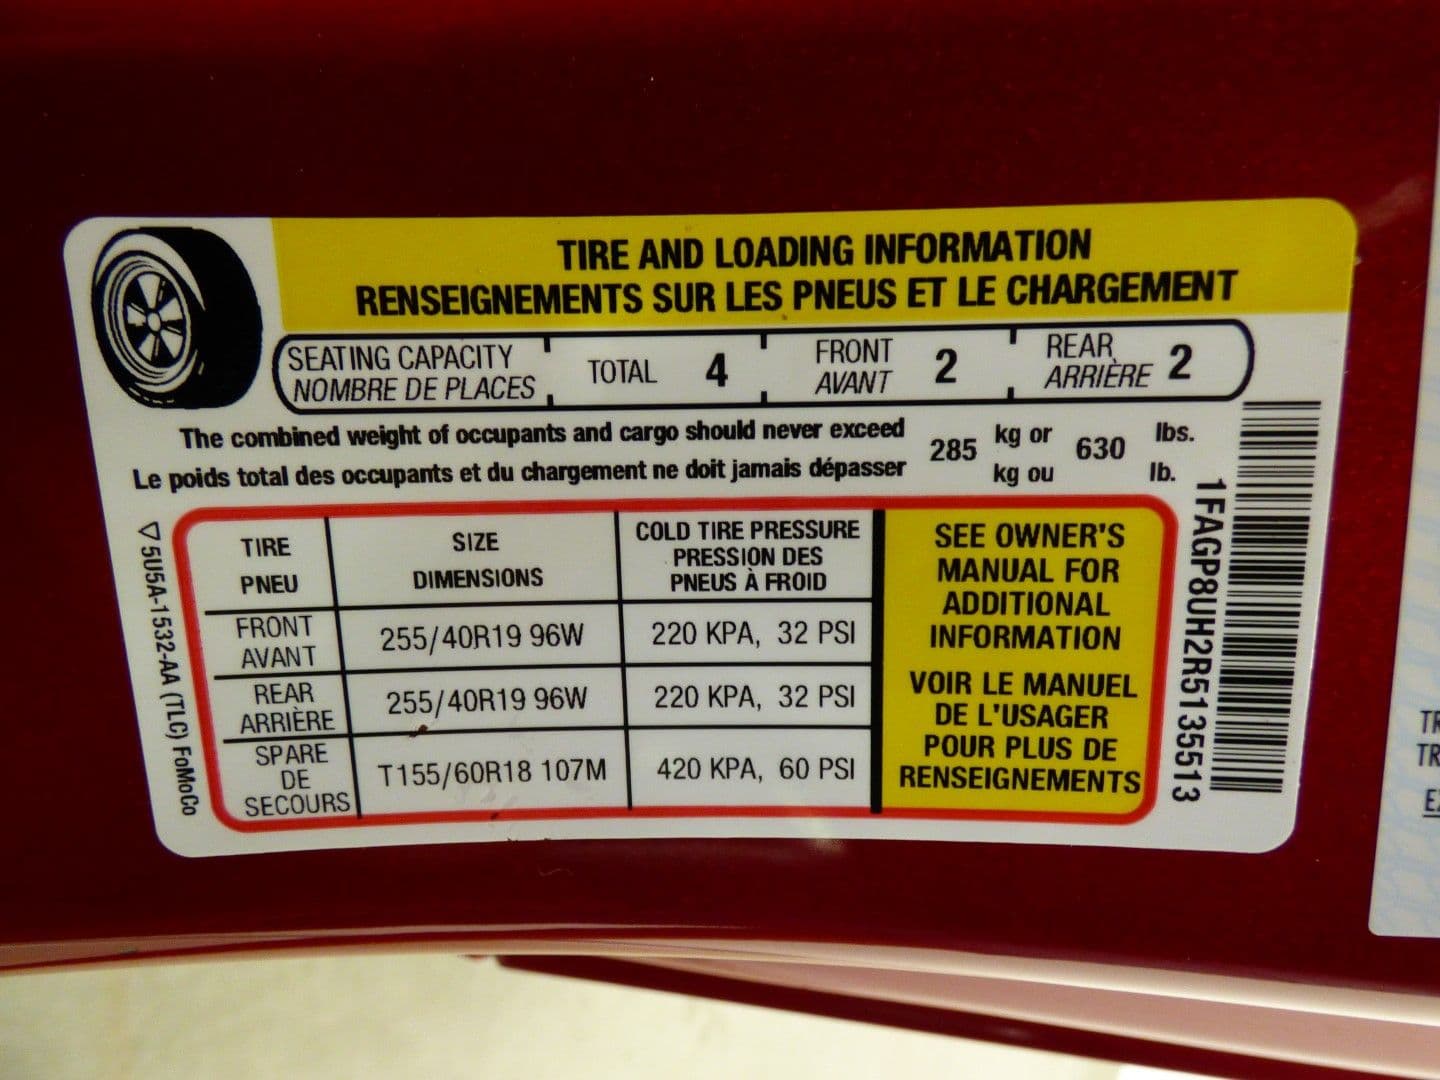 TIRE AND LOADING INFORMATION
RENSEIGNEMENTS SUR LES PNEUS ET LE CHARGEMENT
SEATING CAPACITY
NOMBRE DE PLACES
TOTAL 4
FRONT
AVANT
2
REAR
ARRIÈRE
2
The combined weight of occupants and cargo should never exceed
Le poids total des occupants et du chargement ne doit jamais dépasser
285
kg or
kg ou
630
lbs.
lb.
TIRE
PNEU
SIZE
DIMENSIONS
COLD TIRE PRESSURE
PRESSION DES
PNEUS À FROID
FRONT
AVANT
255/40R19 96W
220 KPA, 32 PSI
REAR
ARRIÈRE
255/40R19 96W
220 KPA, 32 PSI
SPARE
DE
SECOURS
T155/60R18 107M
420 KPA, 60 PSI
SEE OWNER'S
MANUAL FOR
ADDITIONAL
INFORMATION
VOIR LE MANUEL
DE L'USAGER
POUR PLUS DE
RENSEIGNEMENTS
5U5A-1532-AA (TLC) FoMoCo
1FAGP8UH2R5135513
TR
TR